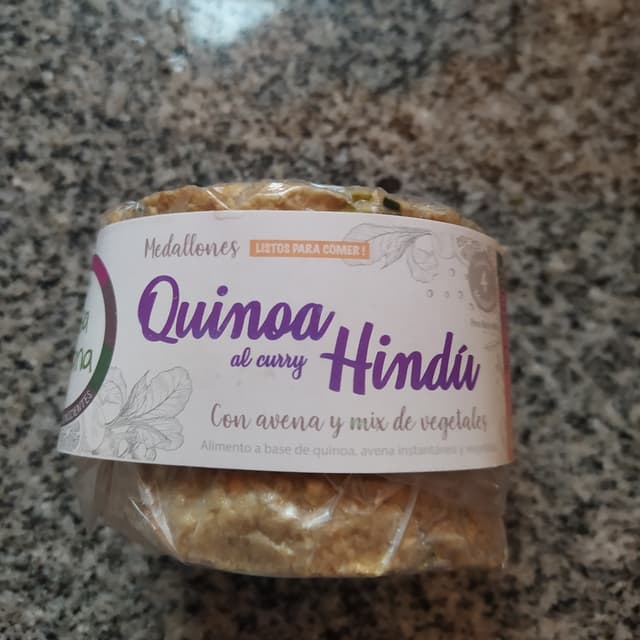 Medallones LISTOS PARA COMER!
Quinoa
al curry Hindú
Con avena y mix de vegetales
Alimento a base de quinoa, avena instantánea y